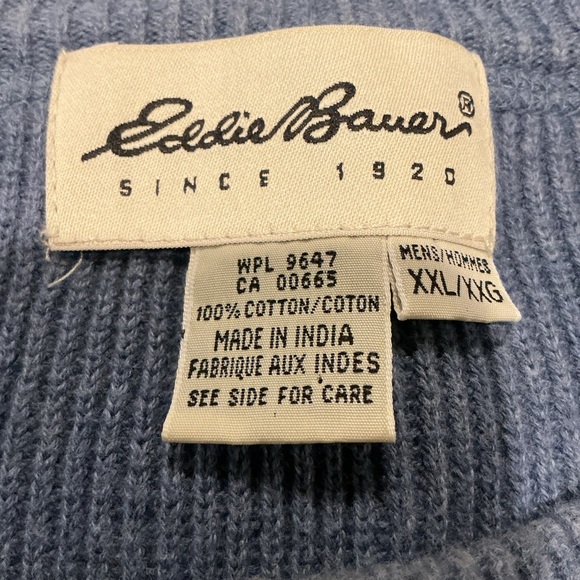 Eddie Bauer®
SINCE 1920
WPL 9647
CA 00665
100% COTTON/COTON
MADE IN INDIA
FABRIQUE AUX INDES
SEE SIDE FOR CARE
MENS/HOMMES
XXL/XXG